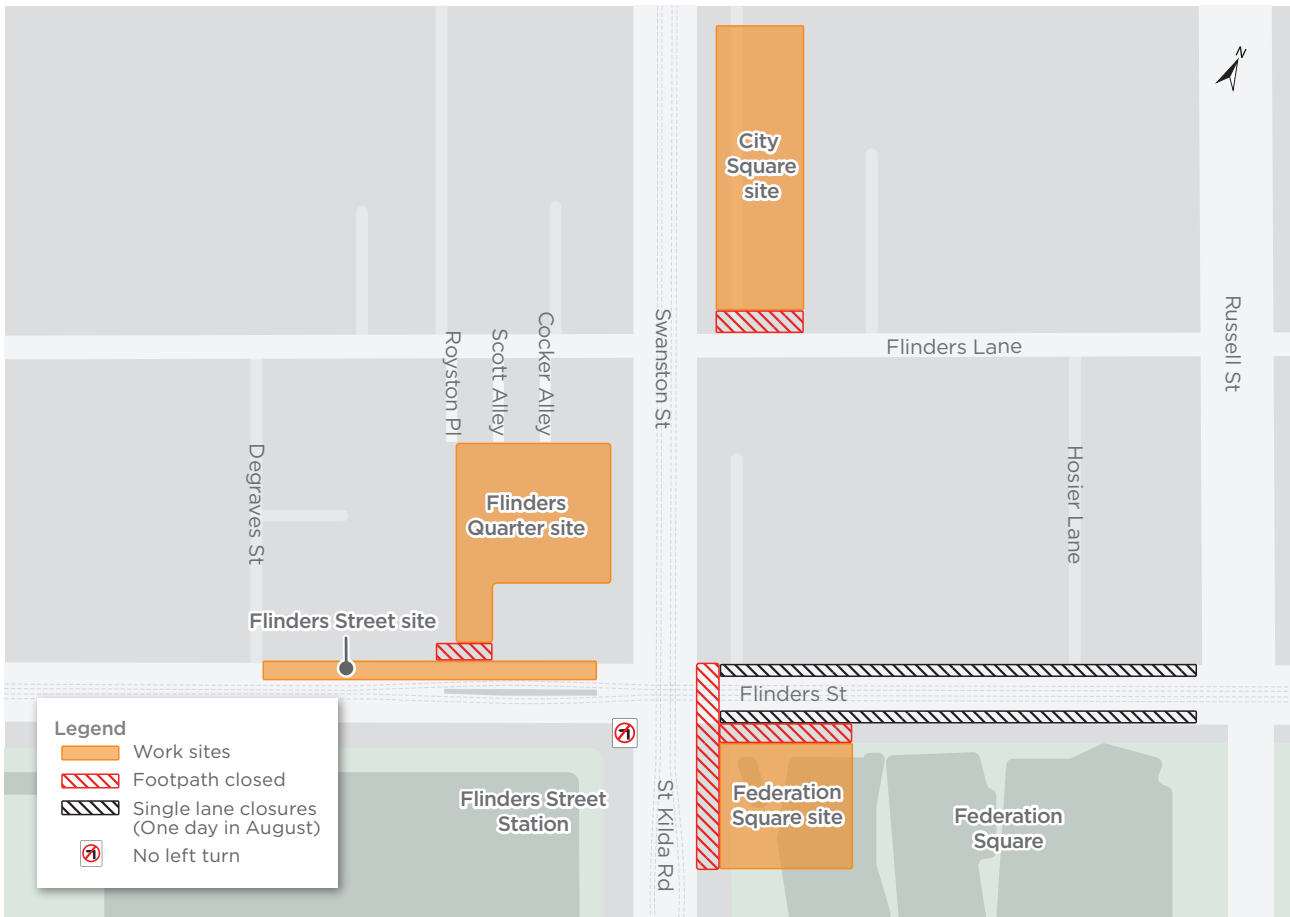 N
City
Square
site
Swanston St
Russell St
Flinders Lane
Royston Pl
Scott Alley
Cocker Alley
Degraves St
Hosier Lane
Flinders
Quarter site
Flinders Street site
Flinders St
Legend
Work sites
Footpath closed
Single lane closures
(One day in August)
No left turn
Flinders Street
Station
St Kilda Rd
Federation
Square site
Federation
Square